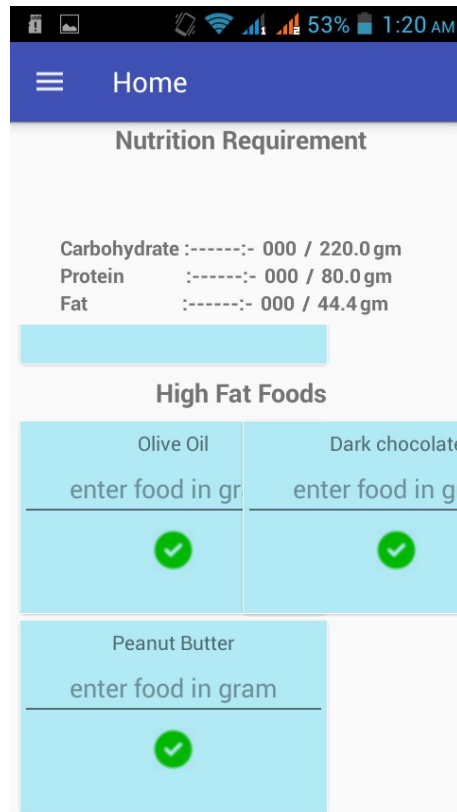 53% 1:20 AM
Home
Nutrition Requirement
Carbohydrate :------:- 000 / 220.0 gm
Protein :------:- 000 / 80.0 gm
Fat :------:- 000 / 44.4 gm
High Fat Foods
Olive Oil Dark chocolate
enter food in gr enter food in g
Peanut Butter
enter food in gram